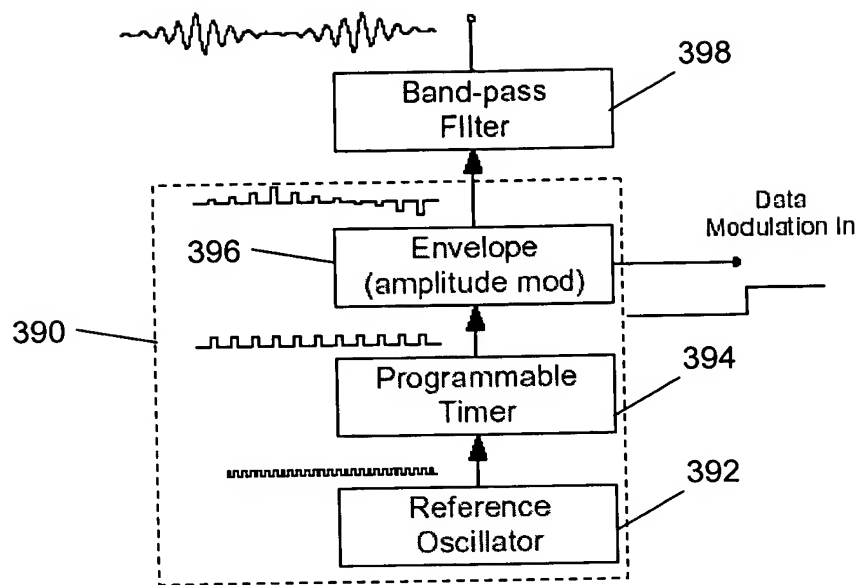 398
Band-pass
FIlter
Data
Modulation In
396
Envelope
(amplitude mod)
390
394
Programmable
Timer
392
Reference
Oscillator